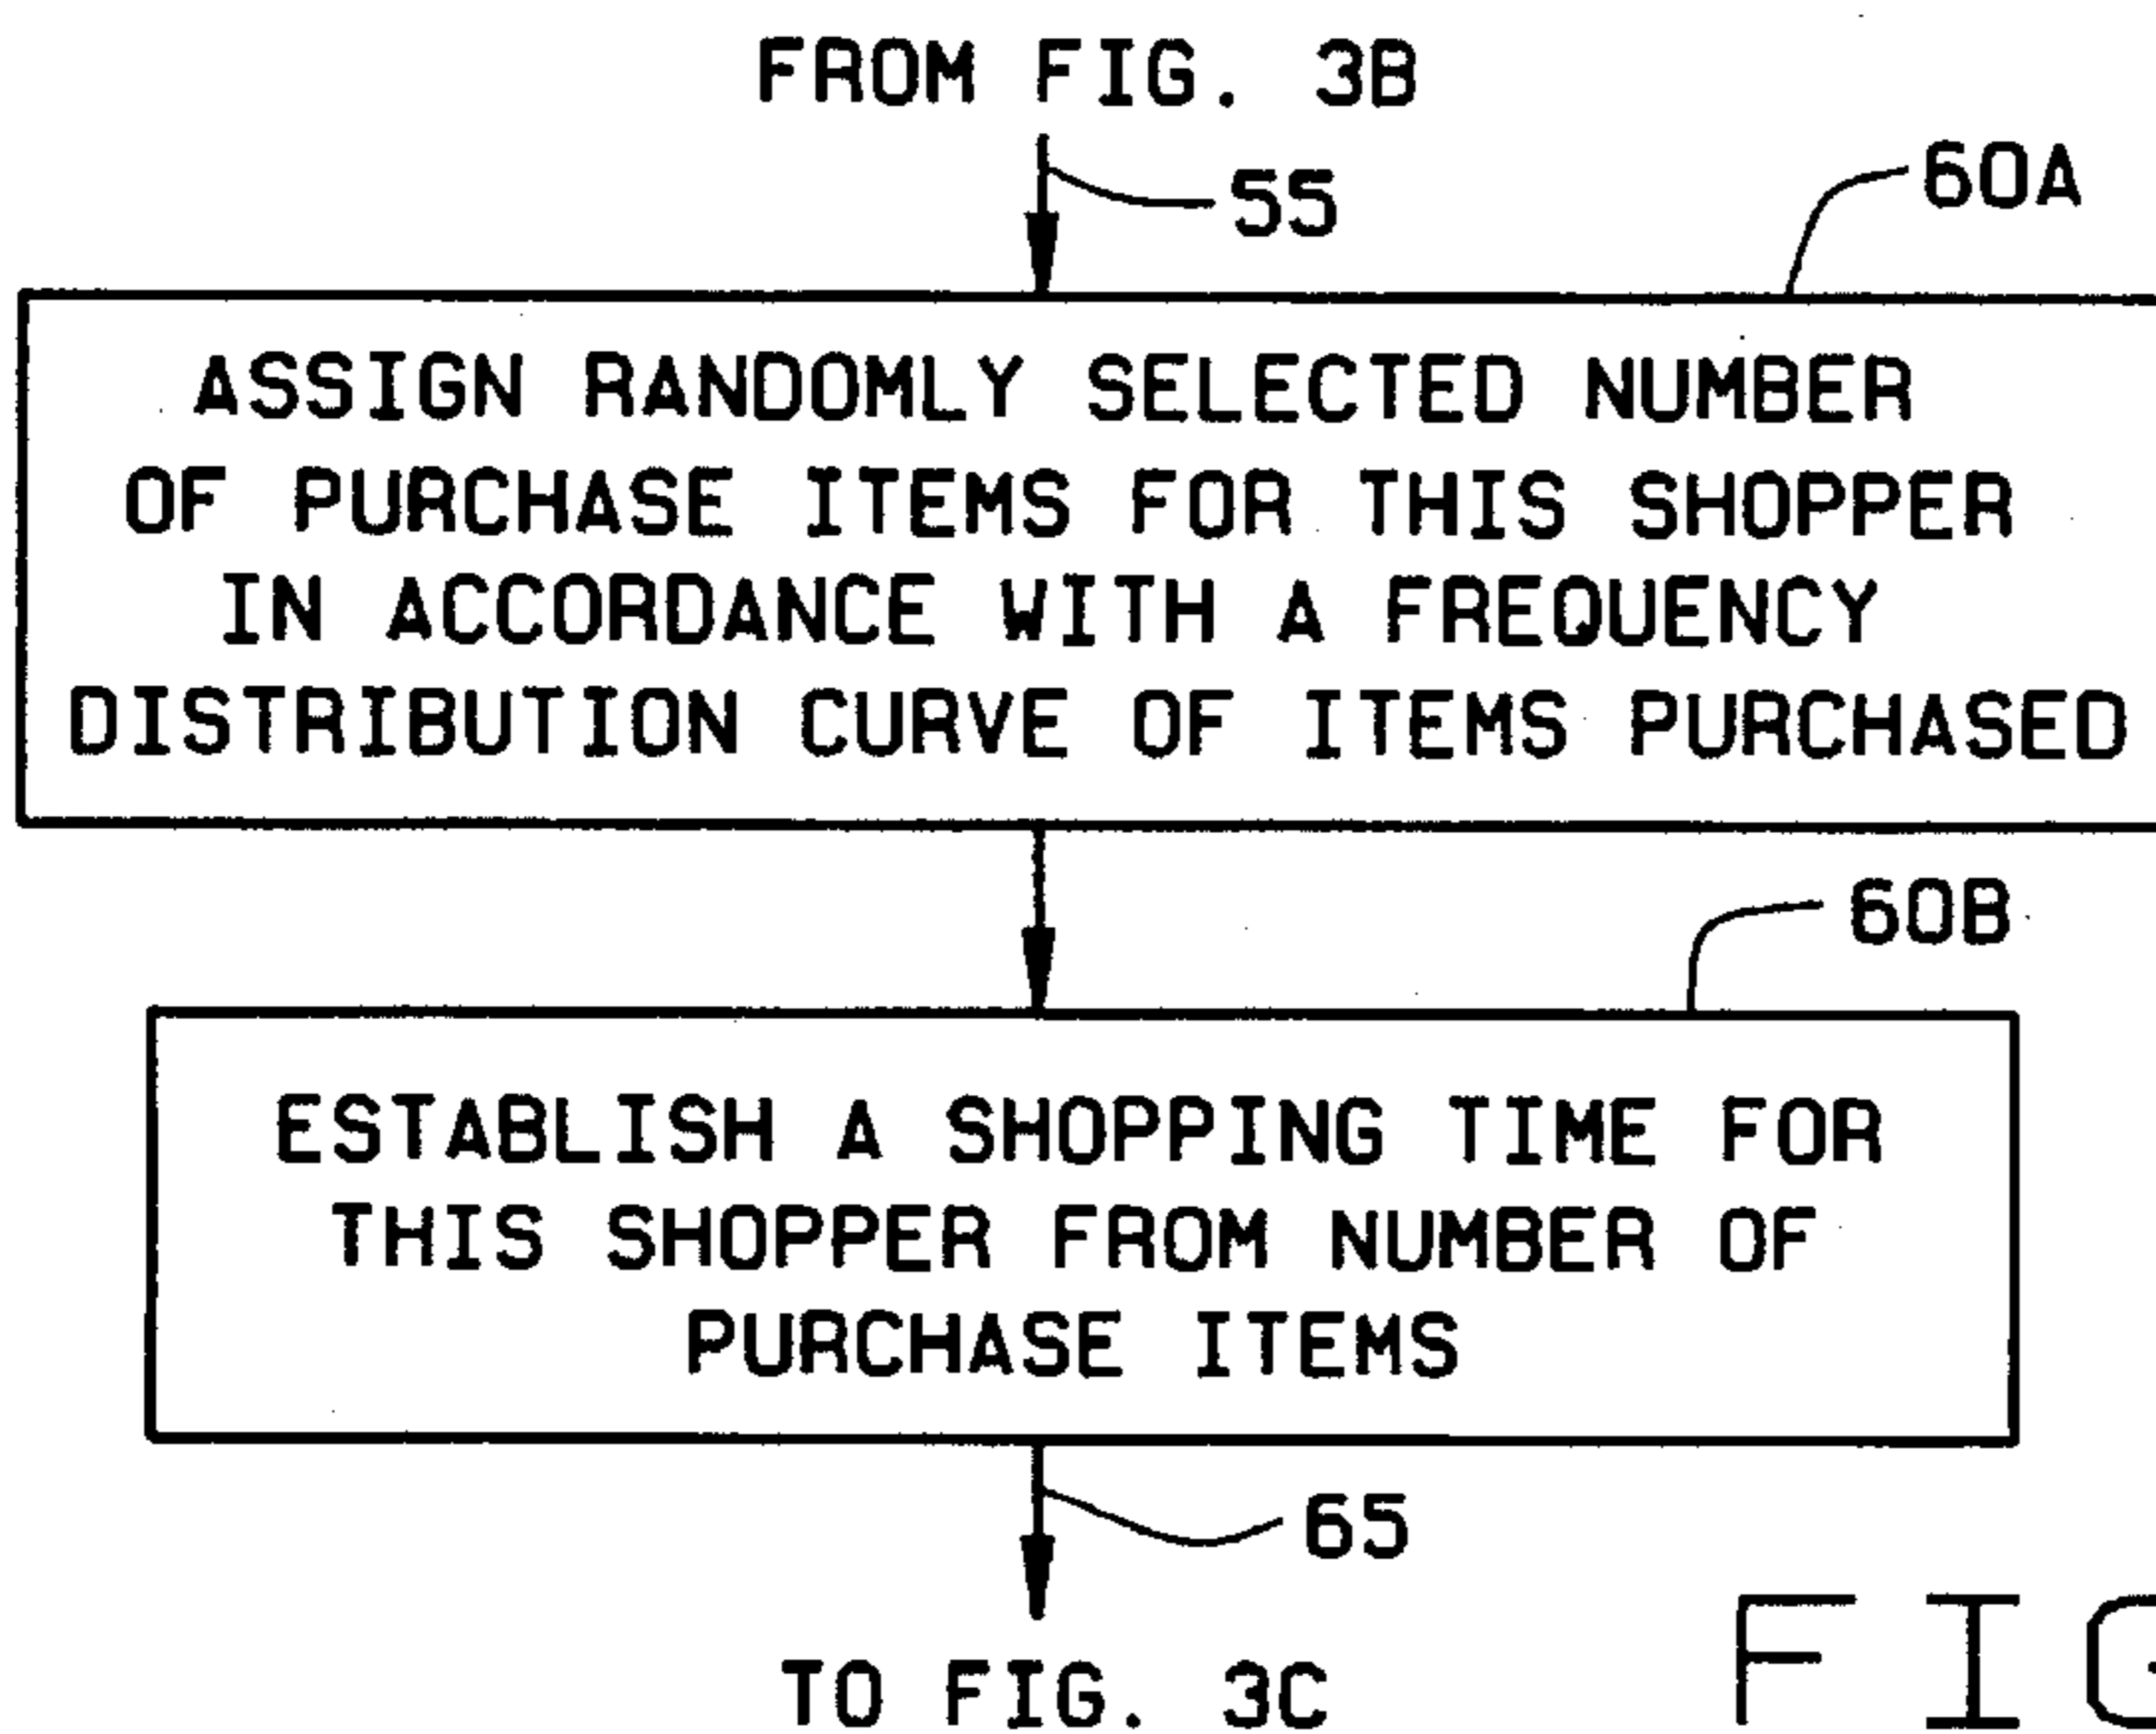 FROM FIG. 3B
55
60A
ASSIGN RANDOMLY SELECTED NUMBER
OF PURCHASE ITEMS FOR THIS SHOPPER
IN ACCORDANCE WITH A FREQUENCY
DISTRIBUTION CURVE OF ITEMS PURCHASED
60B
ESTABLISH A SHOPPING TIME FOR
THIS SHOPPER FROM NUMBER OF
PURCHASE ITEMS
65
TO FIG. 3C
FIG